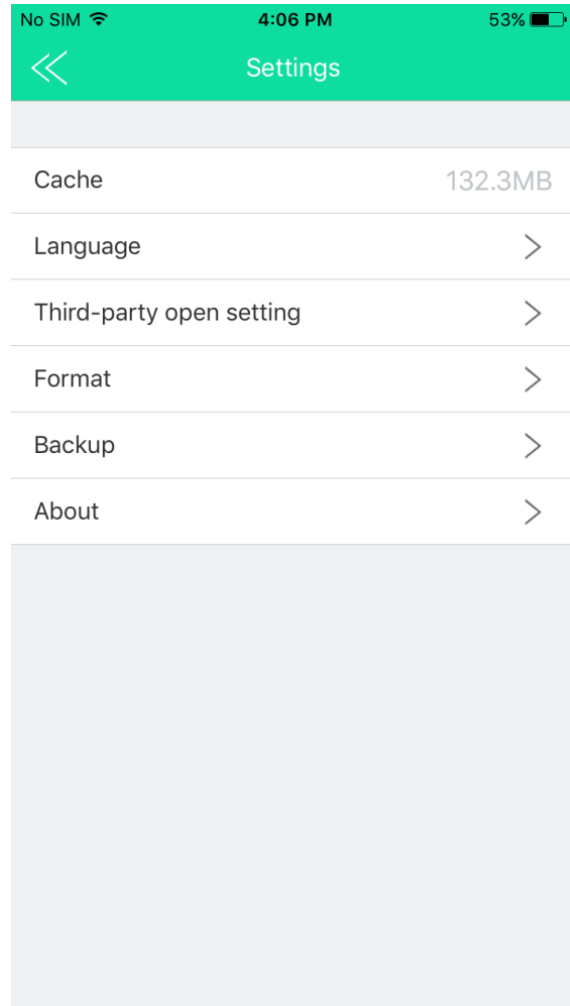 No SIM 4:06 PM 53%
Settings
Cache 132.3MB
Language
Third-party open setting
Format
Backup
About